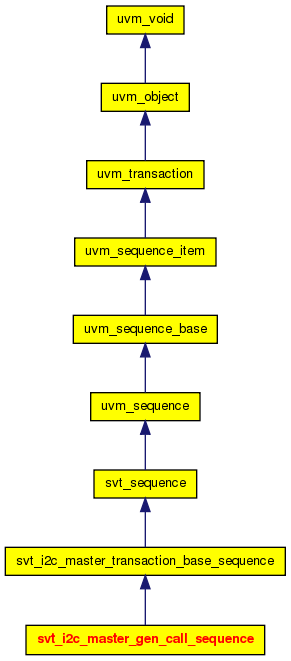 uvm_void
uvm_object
uvm_transaction
uvm_sequence_item
uvm_sequence_base
uvm_sequence
svt_sequence
svt_i2c_master_transaction_base_sequence
svt_i2c_master_gen_call_sequence